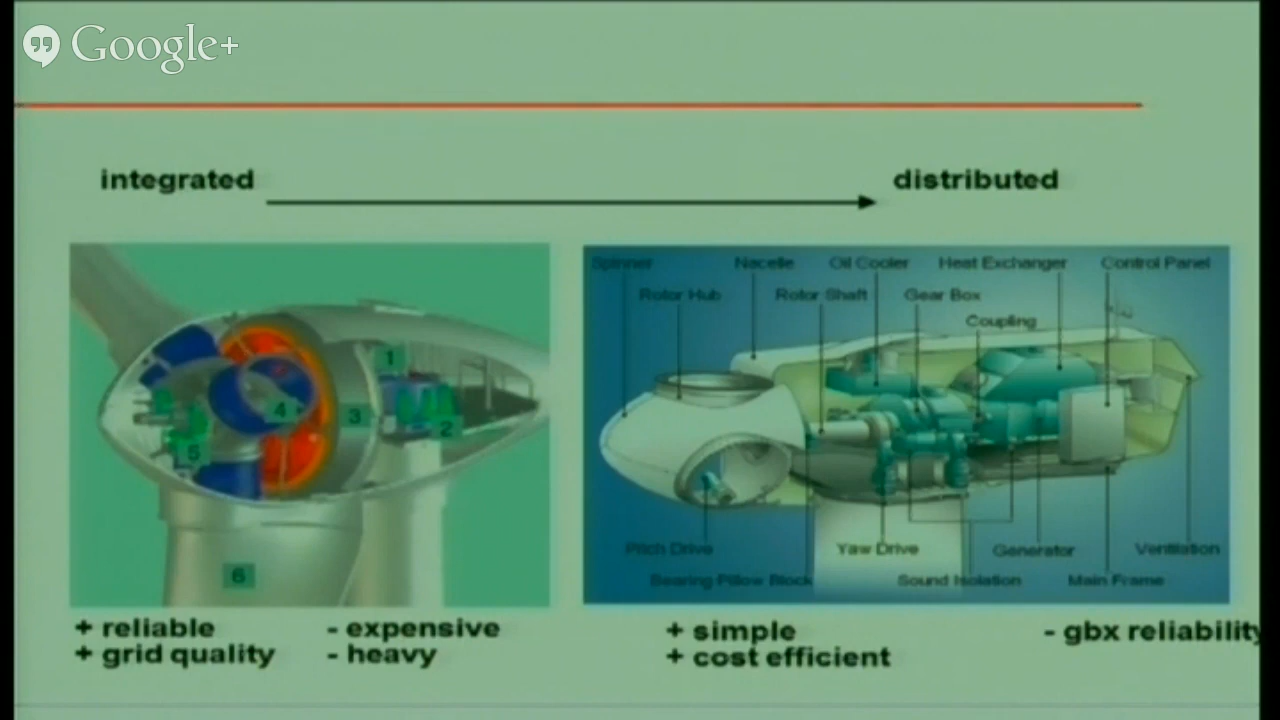 Google+
integrated
distributed
Spinner
Nacelle
Oil Cooler
Heat Exchanger
Control Panel
Rotor Hub
Rotor Shaft
Gear Box
Coupling
1
4
3
2
5
6
Pitch Drive
Yaw Drive
Generator
Ventilation
Bearing Pillow Block
Sound Isolation
Main Frame
+ reliable
- expensive
+ grid quality
- heavy
+ simple
- gbx reliability
+ cost efficient